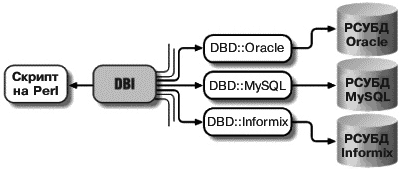 Скрипт
на Perl
DBI
DBD::Oracle
DBD::MySQL
DBD::Informix
РСУБД
Oracle
РСУБД
MySQL
РСУБД
Informix